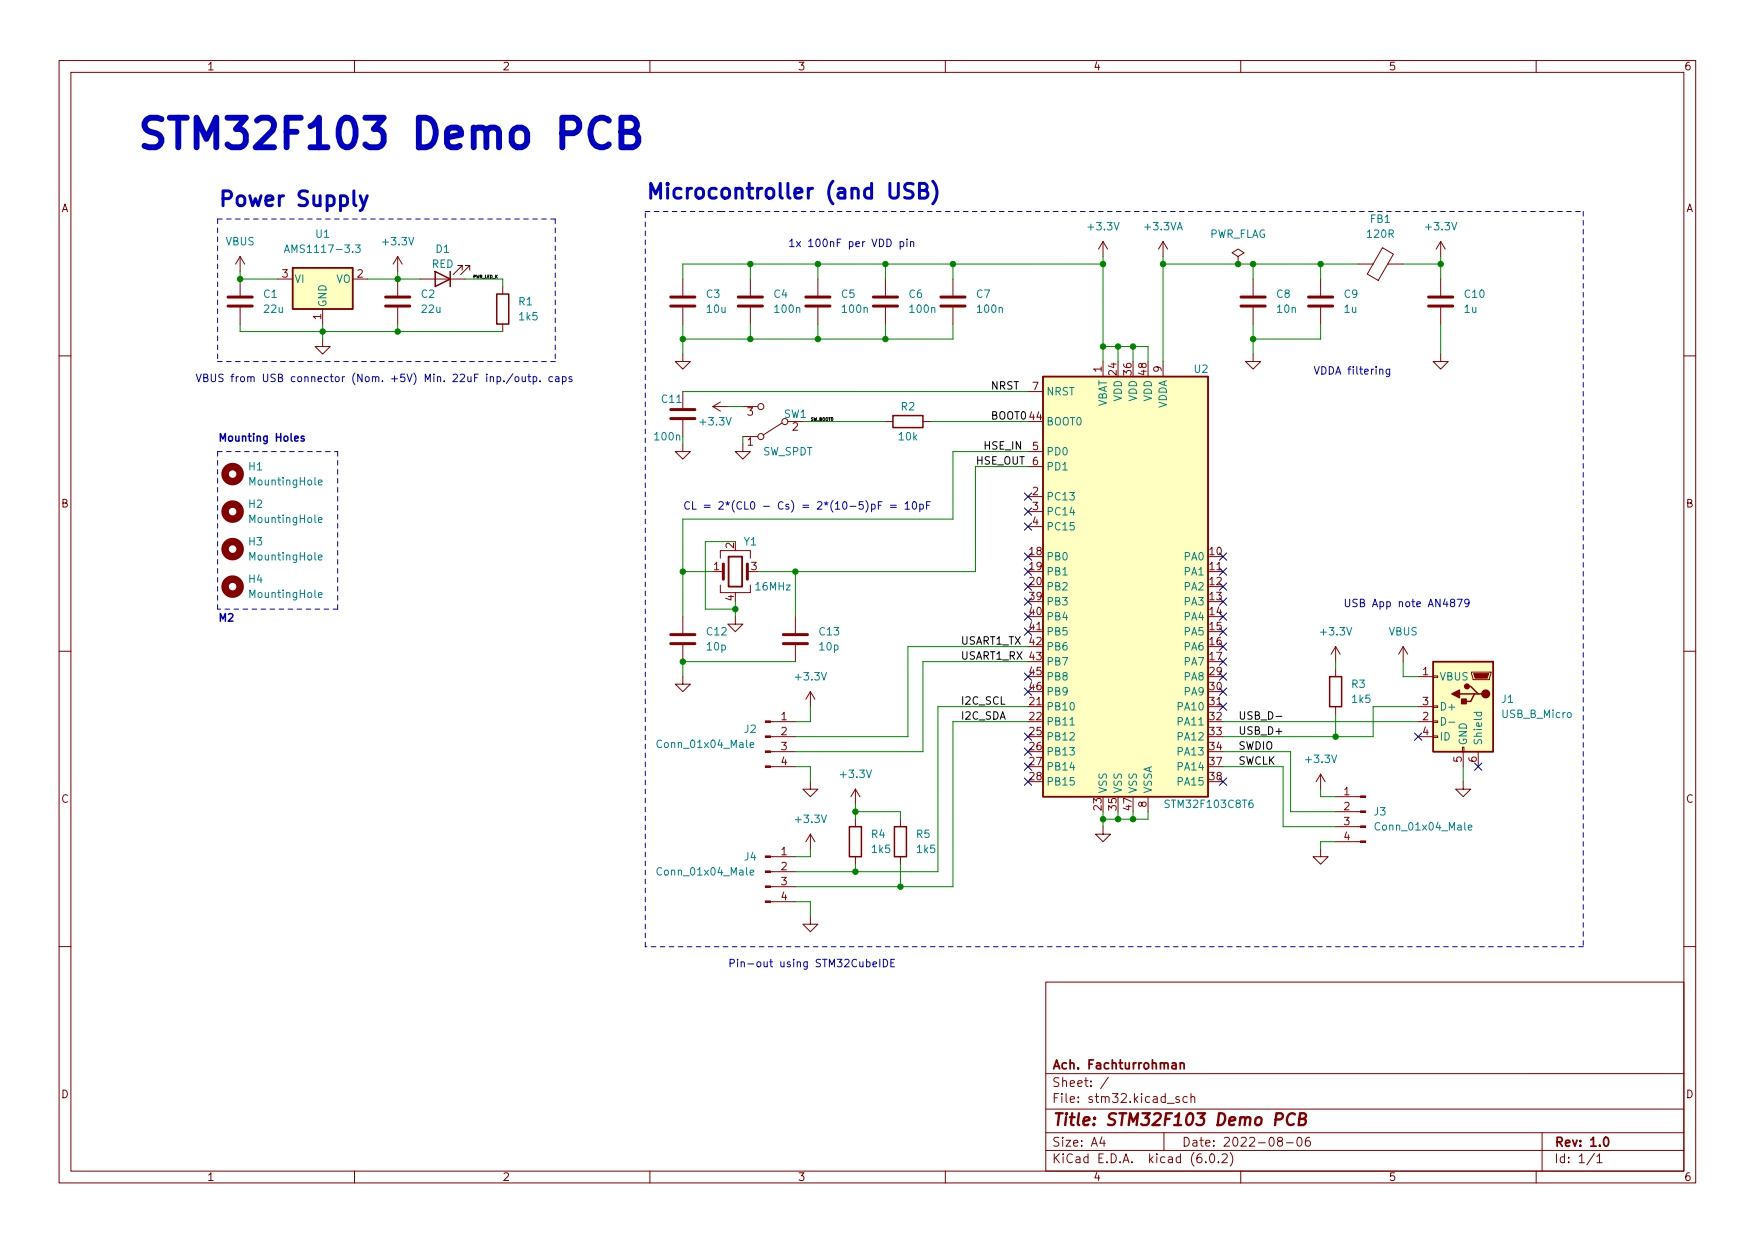 1 2 3 4 5 6
A
B
C
D
STM32F103 Demo PCB
Power Supply
VBUS
U1
AMS1117-3.3
+3.3V
D1
RED
PWR_LED_K
3 VI
VO 2
GND
1
C1
22u
C2
22u
R1
1k5
VBUS from USB connector (Nom. +5V) Min. 22uF inp./outp. caps
Mounting Holes
H1
MountingHole
H2
MountingHole
H3
MountingHole
H4
MountingHole
M2
Microcontroller (and USB)
1x 100nF per VDD pin
+3.3V
+3.3VA
PWR_FLAG
FB1
120R
+3.3V
C3
10u
C4
100n
C5
100n
C6
100n
C7
100n
C8
10n
C9
1u
C10
1u
VDDA filtering
C11
100n
+3.3V
3
SW1
2
1
SW_SPDT
SW_BOOT0
R2
10k
NRST 7 NRST
BOOT0 44 BOOT0
HSE_IN 5 PD0
HSE_OUT 6 PD1
2 PC13
3 PC14
4 PC15
18 PB0
19 PB1
20 PB2
39 PB3
40 PB4
41 PB5
USART1_TX 42 PB6
USART1_RX 43 PB7
45 PB8
46 PB9
I2C_SCL 21 PB10
I2C_SDA 22 PB11
25 PB12
26 PB13
27 PB14
28 PB15
U2
1 VBAT
24 VDD
36 VDD
48 VDD
9 VDDA
PA0 10
PA1 11
PA2 12
PA3 13
PA4 14
PA5 15
PA6 16
PA7 17
PA8 29
PA9 30
PA10 31
PA11 32 USB_D-
PA12 33 USB_D+
PA13 34 SWDIO
PA14 37 SWCLK
PA15 38
23 VSS
35 VSS
47 VSS
8 VSSA
STM32F103C8T6
CL = 2*(CL0 - Cs) = 2*(10-5)pF = 10pF
Y1
2
1
3
4
16MHz
C12
10p
C13
10p
+3.3V
J2
Conn_01x04_Male
1
2
3
4
+3.3V
R4
1k5
R5
1k5
+3.3V
J4
Conn_01x04_Male
1
2
3
4
USB App note AN4879
+3.3V
VBUS
R3
1k5
1 VBUS
3 D+
2 D-
4 ID
GND
Shield
5
6
J1
USB_B_Micro
+3.3V
1
2
3
4
J3
Conn_01x04_Male
Pin-out using STM32CubeIDE
Ach. Fachturrohman
Sheet: /
File: stm32.kicad_sch
Title: STM32F103 Demo PCB
Size: A4 Date: 2022-08-06 Rev: 1.0
KiCad E.D.A. kicad (6.0.2) Id: 1/1
A
B
C
D
1 2 3 4 5 6